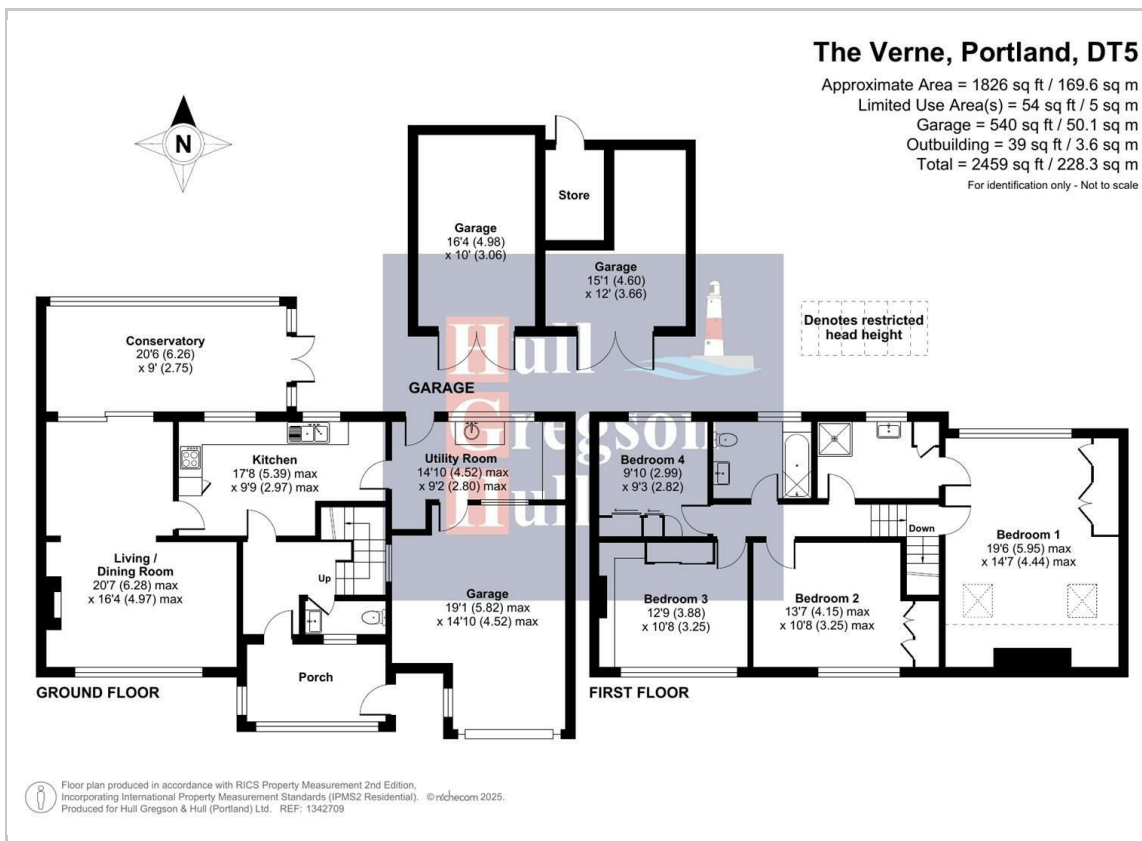 The Verne, Portland, DT5
Approximate Area = 1826 sq ft / 169.6 sq m
Limited Use Area(s) = 54 sq ft / 5 sq m
Garage = 540 sq ft / 50.1 sq m
Outbuilding = 39 sq ft / 3.6 sq m
Total = 2459 sq ft / 228.3 sq m
For identification only - Not to scale
N
Store
Garage
16'4 (4.98)
x 10' (3.06)
Garage
15'1 (4.60)
x 12' (3.66)
Denotes restricted
head height
Conservatory
20'6 (6.26)
x 9' (2.75)
Hull
Gregson
Hull
GARAGE
Kitchen
17'8 (5.39) max
x 9'9 (2.97) max
Utility Room
14'10 (4.52) max
x 9'2 (2.80) max
Bedroom 4
9'10 (2.99)
x 9'3 (2.82)
Down
Bedroom 1
19'6 (5.95) max
x 14'7 (4.44) max
Living /
Dining Room
20'7 (6.28) max
x 16'4 (4.97) max
Up
Garage
19'1 (5.82) max
x 14'10 (4.52) max
Bedroom 3
12'9 (3.88)
x 10'8 (3.25)
Bedroom 2
13'7 (4.15) max
x 10'8 (3.25) max
Porch
GROUND FLOOR
FIRST FLOOR
Floor plan produced in accordance with RICS Property Measurement 2nd Edition,
Incorporating International Property Measurement Standards (IPMS2 Residential). © nichecom 2025.
Produced for Hull Gregson & Hull (Portland) Ltd. REF: 1342709